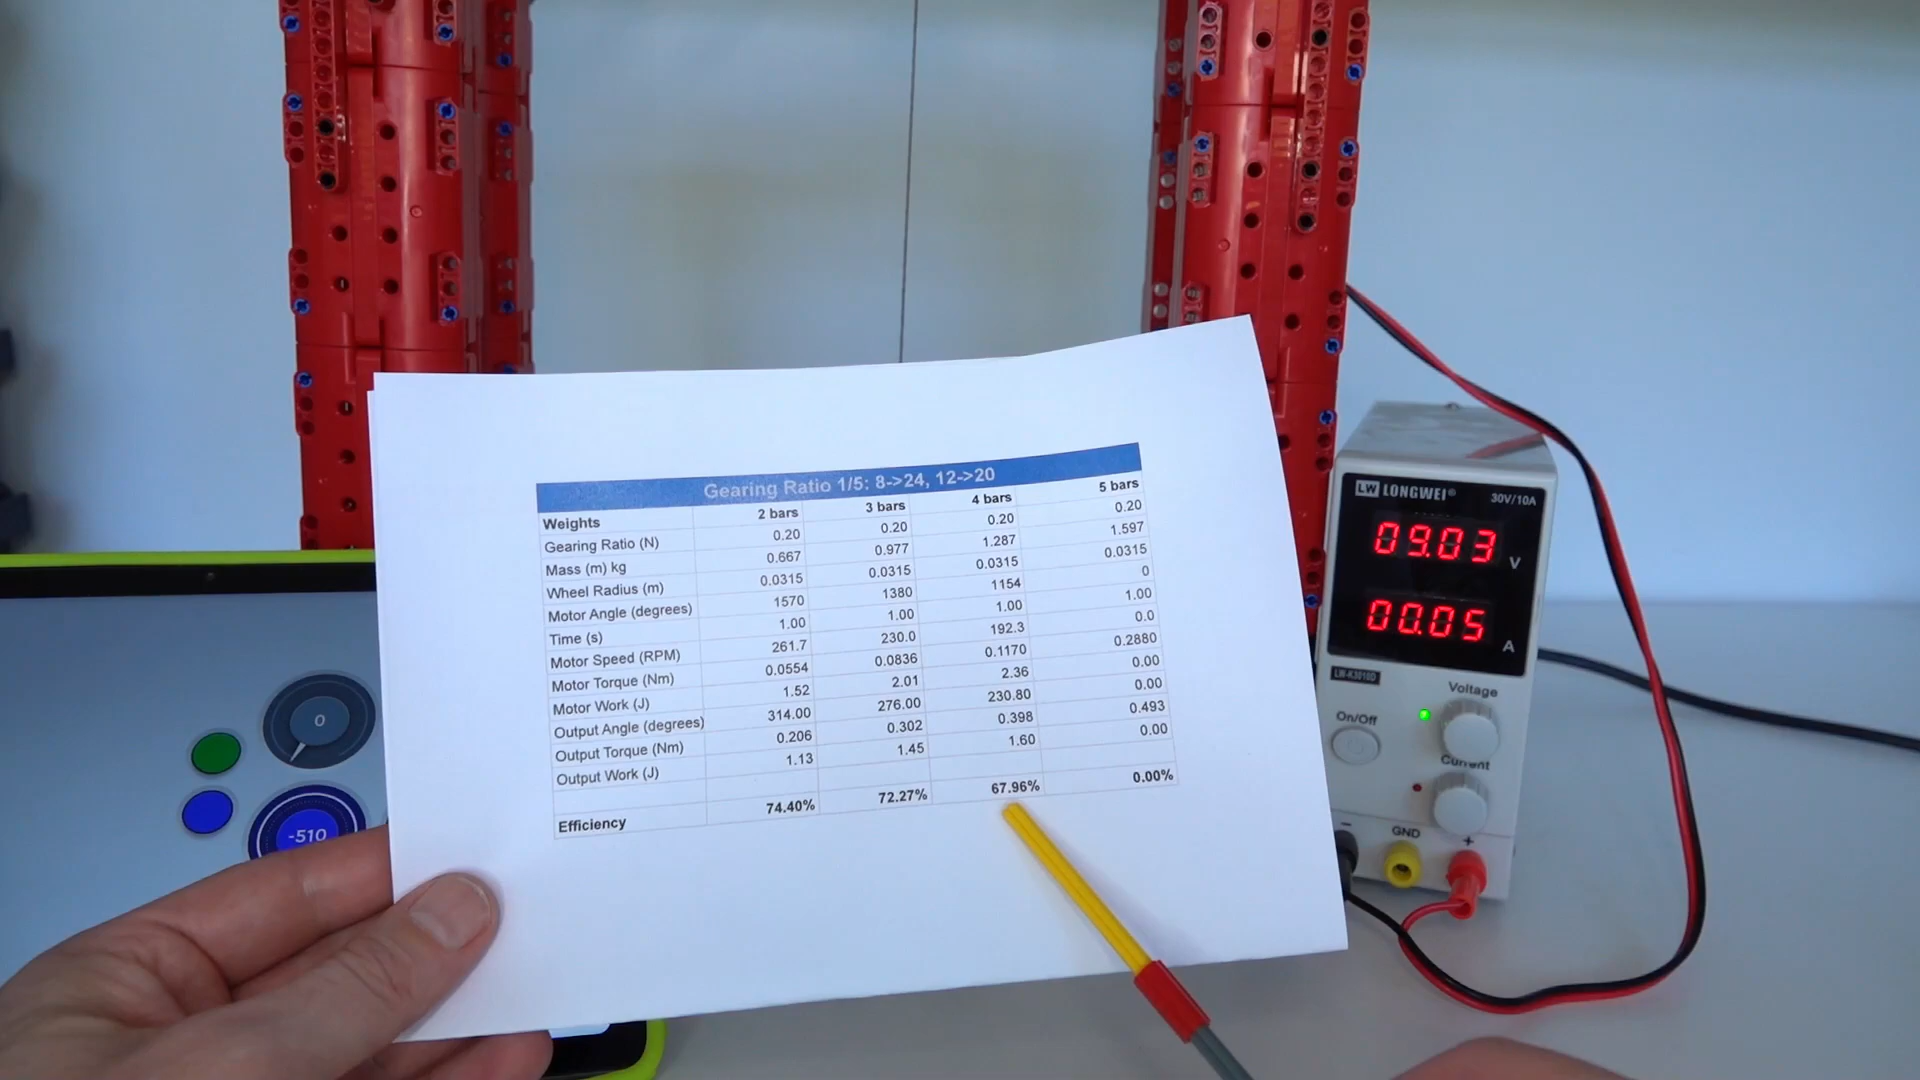 Gearing Ratio 1/5: 8->24, 12->20
Weights 2 bars 3 bars 4 bars 5 bars
Gearing Ratio (N) 0.20 0.20 0.20 0.20
Mass (m) kg 0.667 0.977 1.287 1.597
Wheel Radius (m) 0.0315 0.0315 0.0315 0.0315
Motor Angle (degrees) 1570 1380 1154 0
Time (s) 1.00 1.00 1.00 1.00
Motor Speed (RPM) 261.7 230.0 192.3 0.0
Motor Torque (Nm) 0.0554 0.0836 0.1170 0.2880
Motor Work (J) 1.52 2.01 2.36 0.00
Output Angle (degrees) 314.00 276.00 230.80 0.00
Output Torque (Nm) 0.206 0.302 0.398 0.493
Output Work (J) 1.13 1.45 1.60 0.00
Efficiency 74.40% 72.27% 67.96% 0.00%
0
-510
LW LONGWEI® 30V/10A
09.03 V
00.05 A
LW-K3010D
Voltage
On/Off
Current
GND
- +